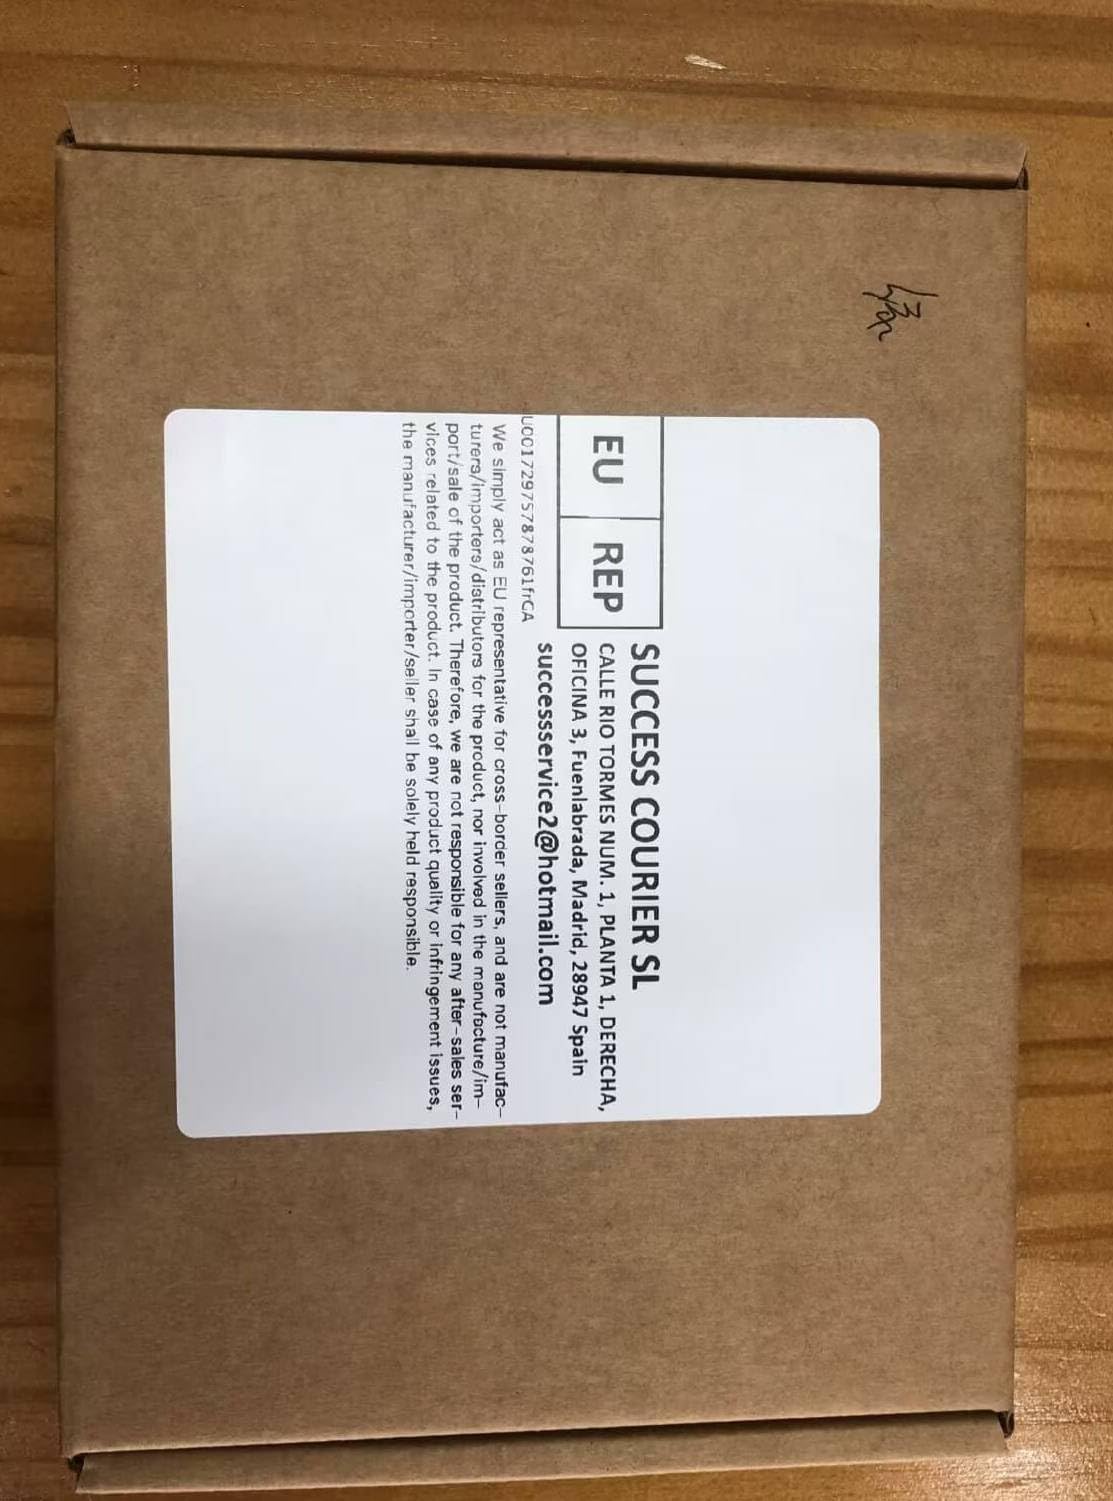 EU REP
SUCCESS COURIER SL
CALLE RIO TORMES NUM. 1, PLANTA 1, DERECHA,
OFICINA 3, Fuenlabrada, Madrid, 28947 Spain
successservice2@hotmail.com
U001729757878761frCA
We simply act as EU representative for cross-border sellers, and are not manufac-
turers/importers/distributors for the product, nor involved in the manufacture/im-
port/sale of the product. Therefore, we are not responsible for any after-sales ser-
vices related to the product. In case of any product quality or infringement issues,
the manufacturer/importer/seller shall be solely held responsible.